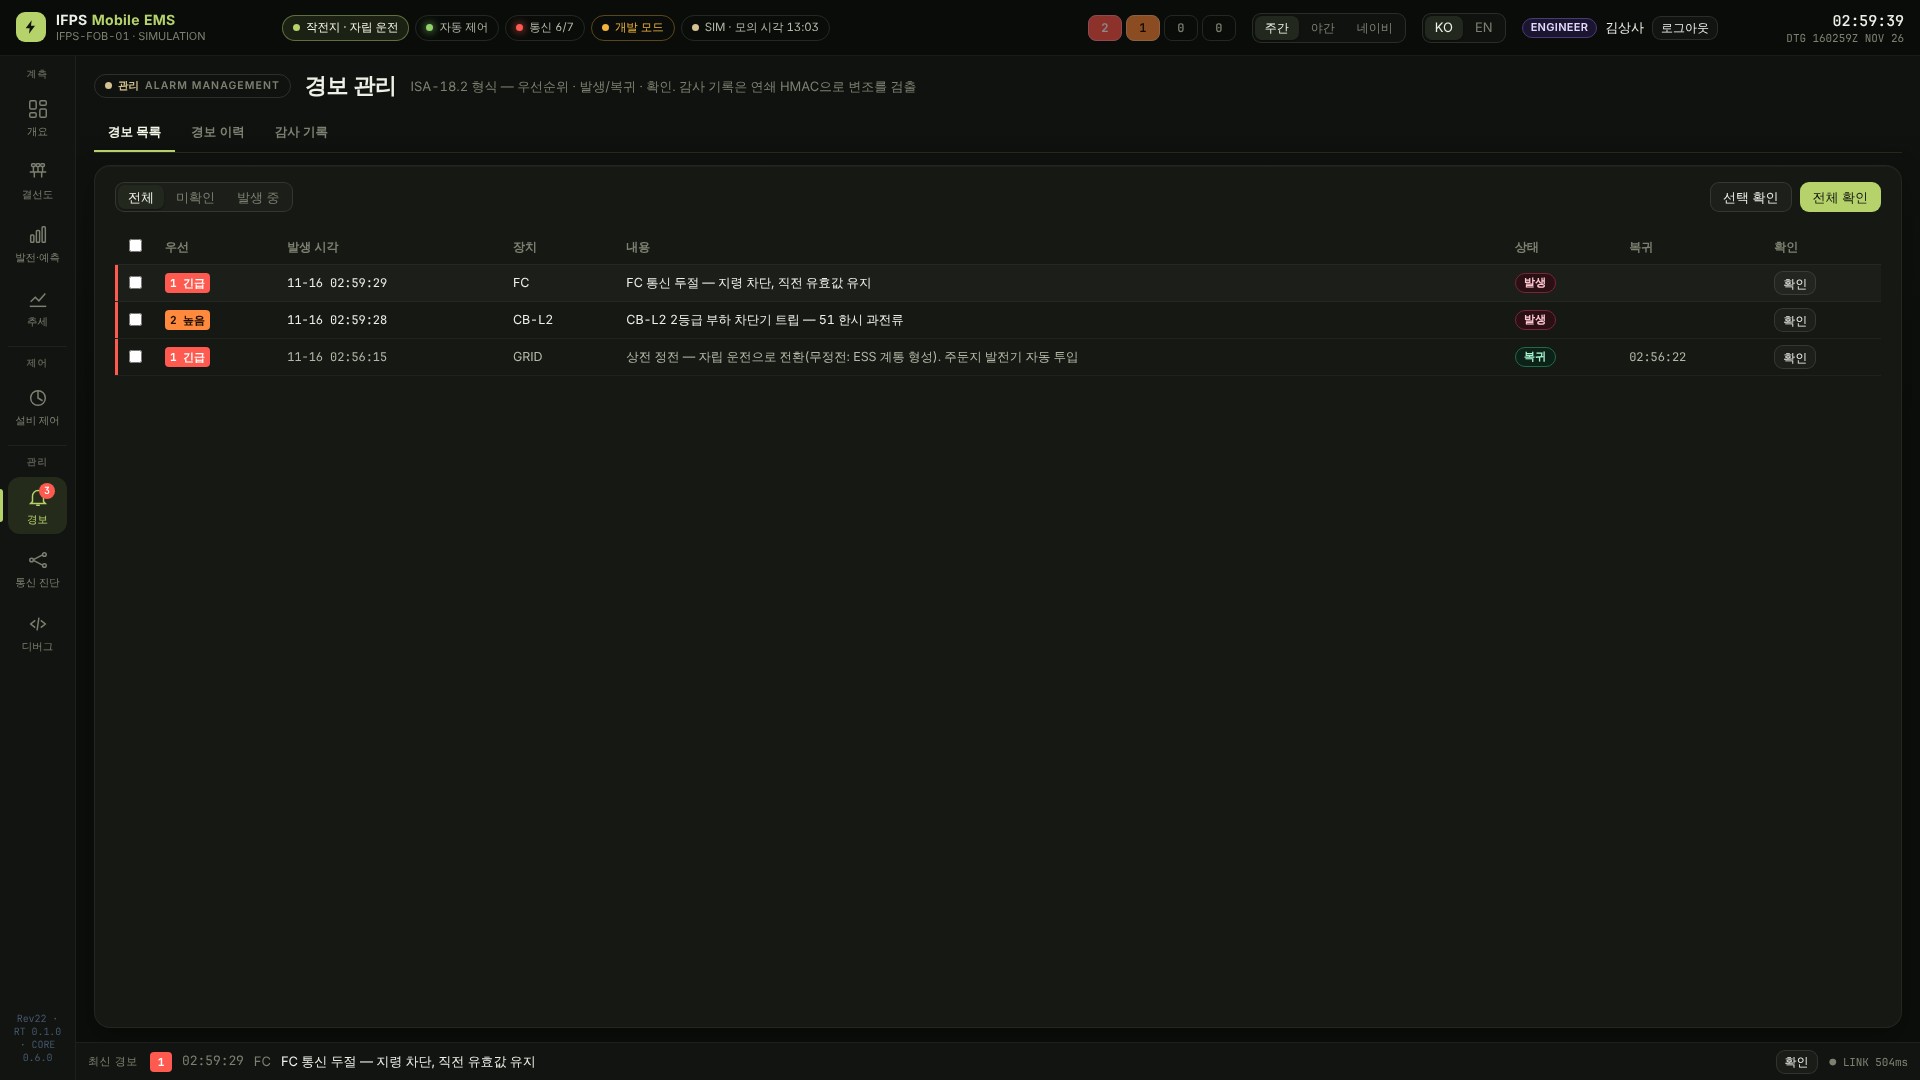 IFPS Mobile EMS
IFPS-FOB-01 · SIMULATION
작전지 · 자립 운전
자동 제어
통신 6/7
개발 모드
SIM · 모의 시각 13:03
2 1 0 0
주간 야간 네이비
KO EN
ENGINEER 김상사 로그아웃
02:59:39
DTG 160259Z NOV 26
계측
개요
결선도
발전·예측
추세
제어
설비 제어
관리
3
경보
통신 진단
디버그
Rev22 ·
RT 0.1.0
· CORE
0.6.0
관리 ALARM MANAGEMENT
경보 관리
ISA-18.2 형식 — 우선순위 · 발생/복귀 · 확인. 감사 기록은 연쇄 HMAC으로 변조를 검출
경보 목록 경보 이력 감사 기록
전체 미확인 발생 중
선택 확인 전체 확인
우선 발생 시각 장치 내용 상태 복귀 확인
1 긴급 11-16 02:59:29 FC FC 통신 두절 — 지령 차단, 직전 유효값 유지 발생 확인
2 높음 11-16 02:59:28 CB-L2 CB-L2 2등급 부하 차단기 트립 — 51 한시 과전류 발생 확인
1 긴급 11-16 02:56:15 GRID 상전 정전 — 자립 운전으로 전환(무정전: ESS 계통 형성). 주둔지 발전기 자동 투입 복귀 02:56:22 확인
최신 경보 1 02:59:29 FC FC 통신 두절 — 지령 차단, 직전 유효값 유지 확인 LINK 504ms